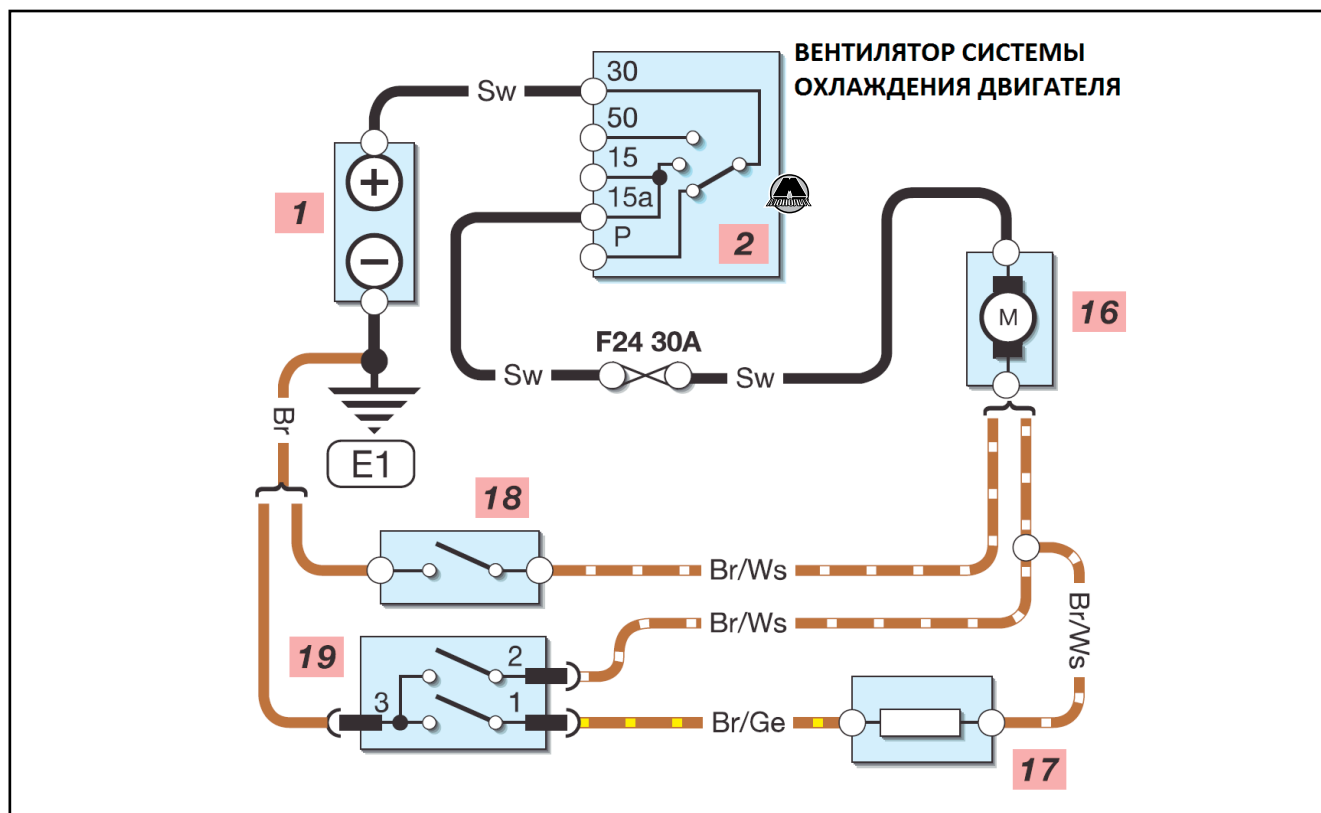 ВЕНТИЛЯТОР СИСТЕМЫ
ОХЛАЖДЕНИЯ ДВИГАТЕЛЯ
30
Sw
50
15
15a
P
1
2
16
M
F24 30A
Sw
Sw
Br
E1
18
Br/Ws
Br/Ws
Br/Ws
19
2
3
1
Br/Ge
17